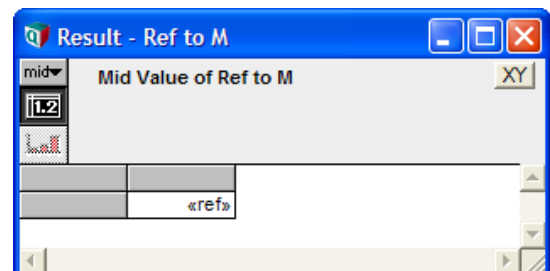 Result - Ref to M
mid
Mid Value of Ref to M
XY
1.2
«ref»